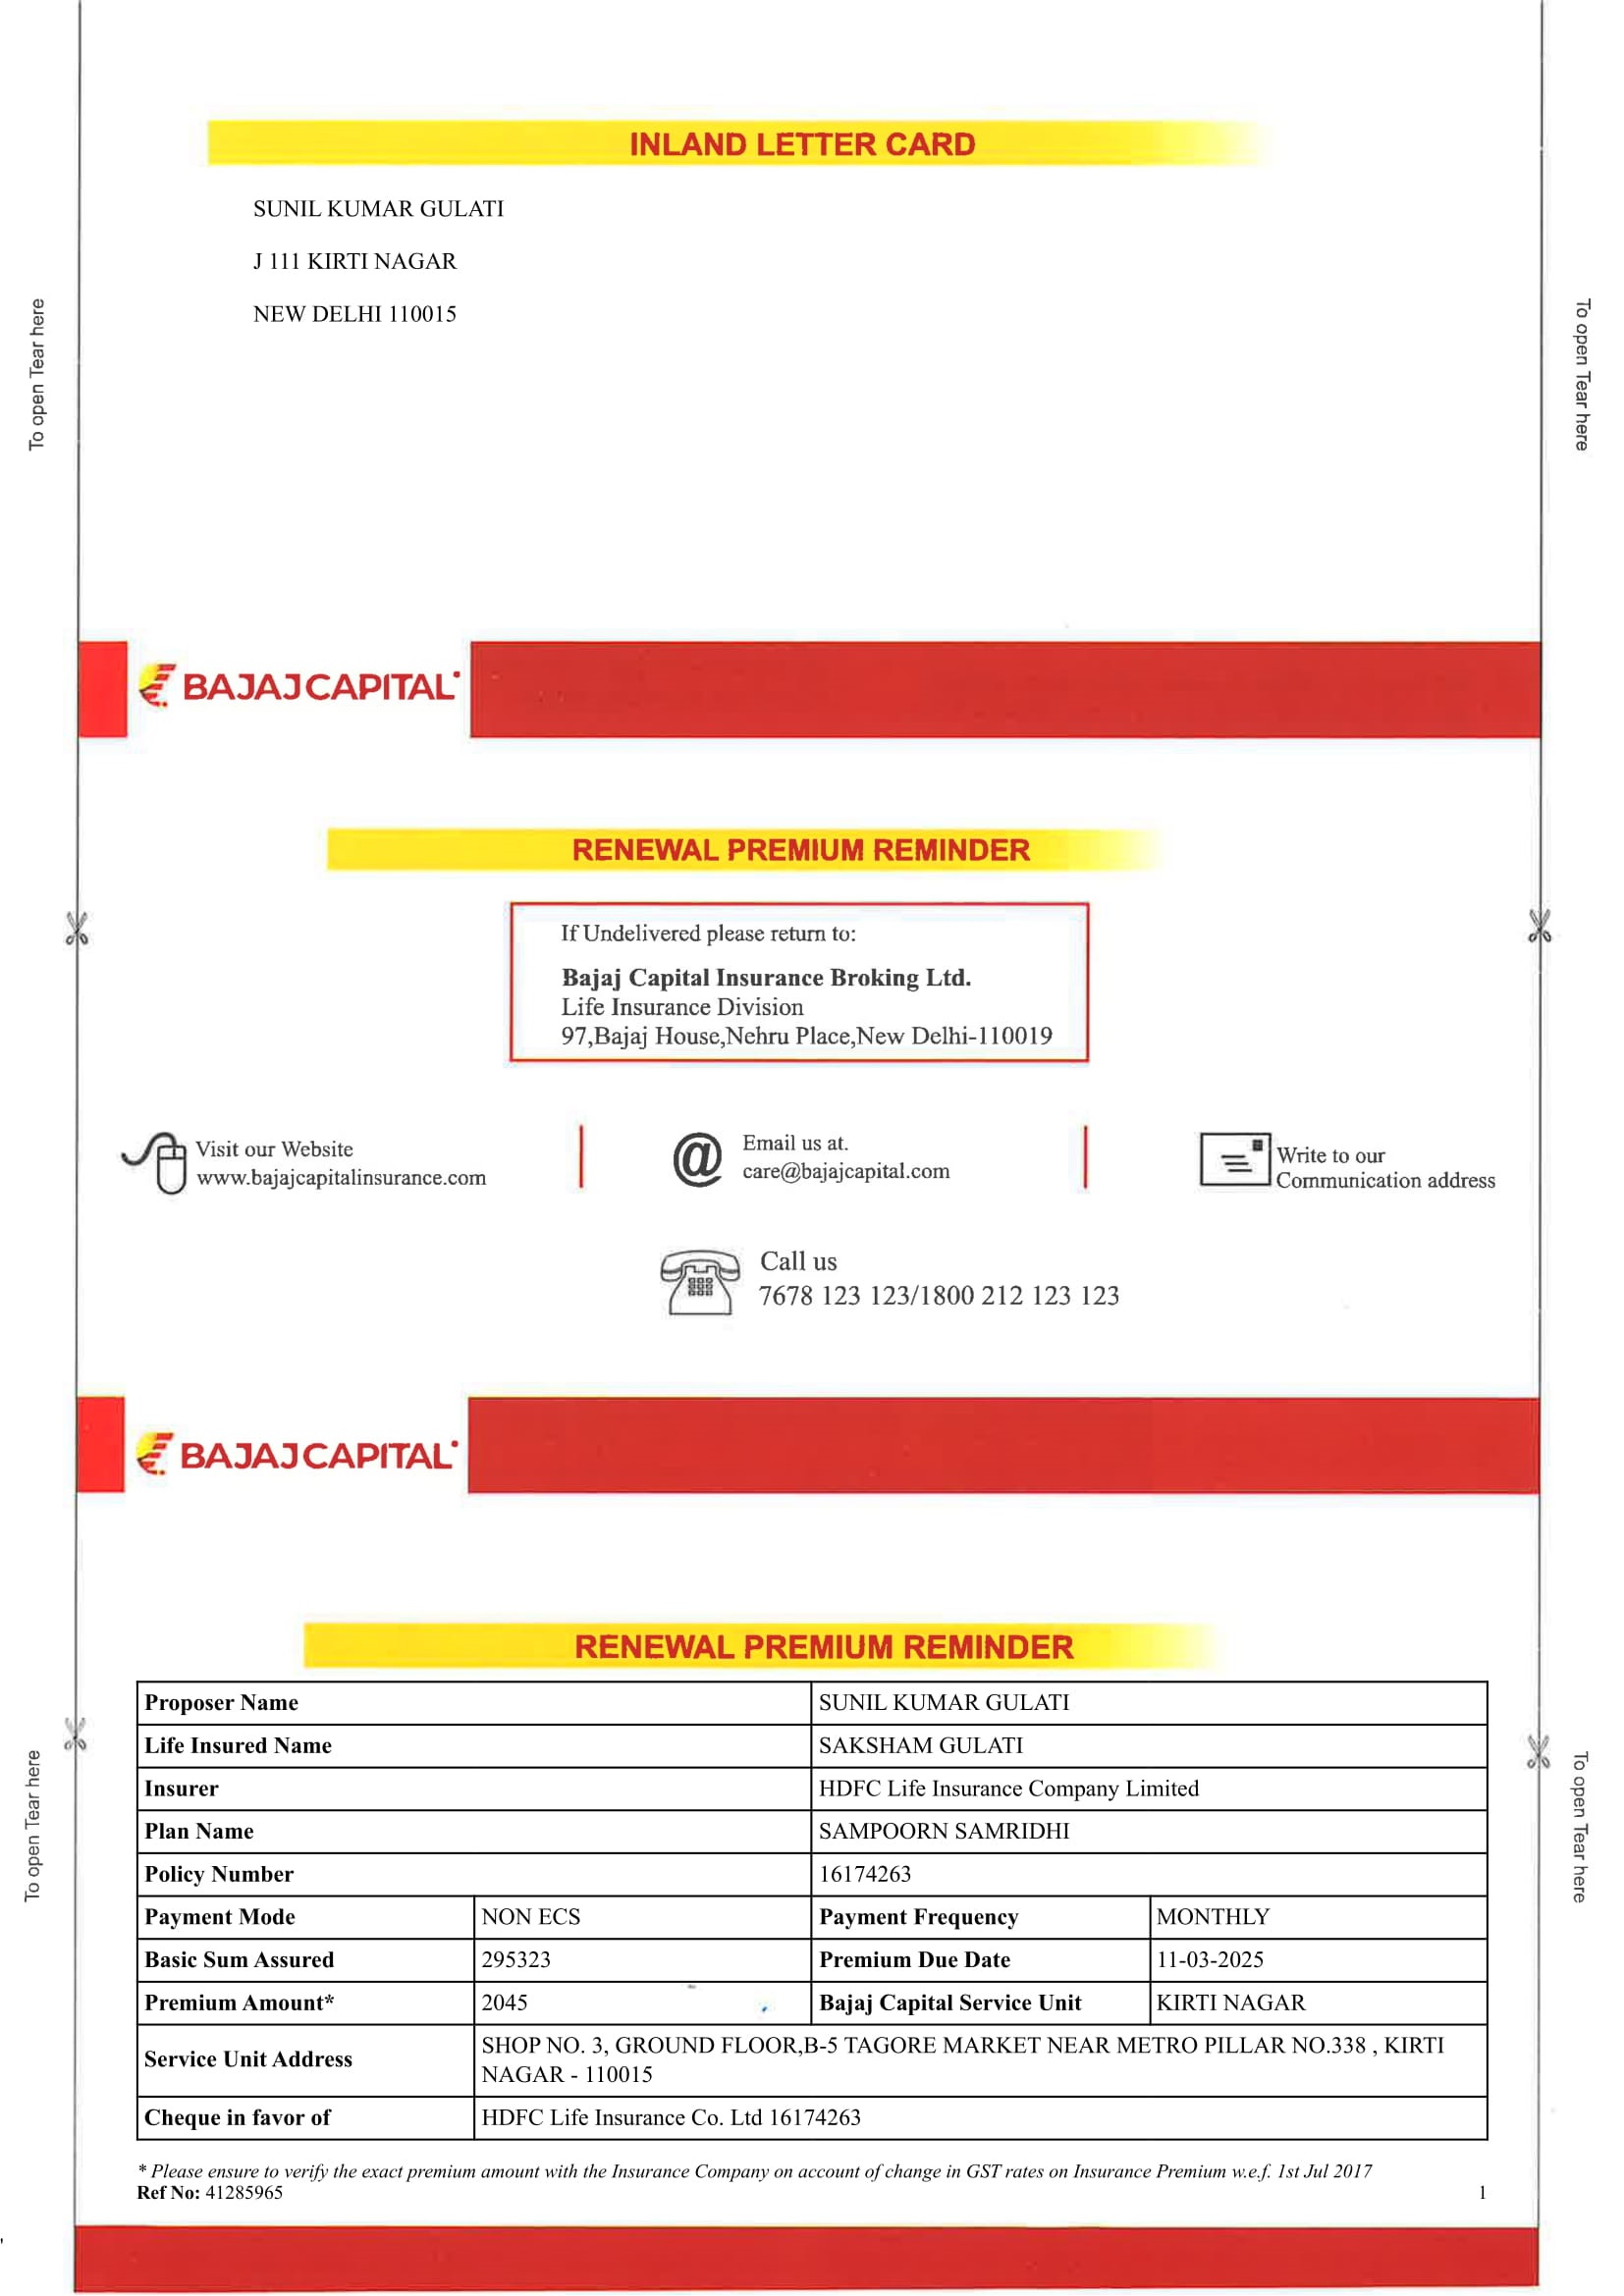 INLAND LETTER CARD
SUNIL KUMAR GULATI
J 111 KIRTI NAGAR
NEW DELHI 110015
To open Tear here
To open Tear here
BAJAJ CAPITAL
RENEWAL PREMIUM REMINDER
If Undelivered please return to:
Bajaj Capital Insurance Broking Ltd.
Life Insurance Division
97,Bajaj House,Nehru Place,New Delhi-110019
Visit our Website
www.bajajcapitalinsurance.com
@
Email us at.
care@bajajcapital.com
Write to our
Communication address
Call us
7678 123 123/1800 212 123 123
BAJAJ CAPITAL
RENEWAL PREMIUM REMINDER
Proposer Name SUNIL KUMAR GULATI
Life Insured Name SAKSHAM GULATI
Insurer HDFC Life Insurance Company Limited
Plan Name SAMPOORN SAMRIDHI
Policy Number 16174263
Payment Mode NON ECS Payment Frequency MONTHLY
Basic Sum Assured 295323 Premium Due Date 11-03-2025
Premium Amount* 2045 Bajaj Capital Service Unit KIRTI NAGAR
Service Unit Address SHOP NO. 3, GROUND FLOOR,B-5 TAGORE MARKET NEAR METRO PILLAR NO.338 , KIRTI
NAGAR - 110015
Cheque in favor of HDFC Life Insurance Co. Ltd 16174263
To open Tear here
To open Tear here
* Please ensure to verify the exact premium amount with the Insurance Company on account of change in GST rates on Insurance Premium w.e.f. 1st Jul 2017
Ref No: 41285965
1